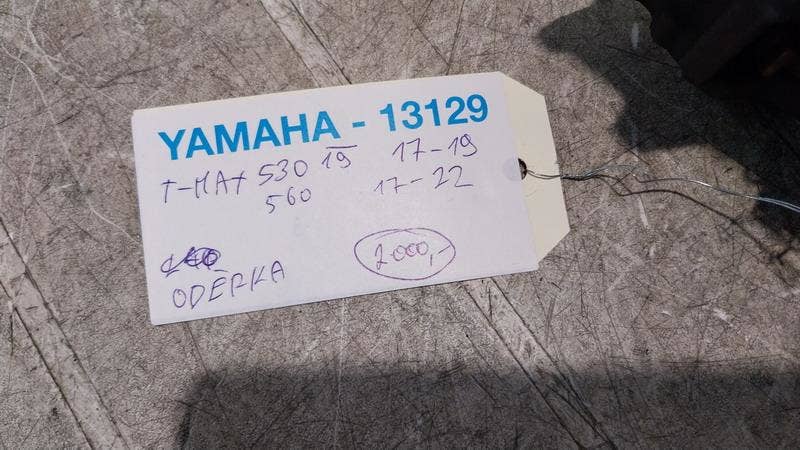 YAMAHA - 13129
T-MAX 530 19 17-19
560 17-22
2000,-
ODĚRKA